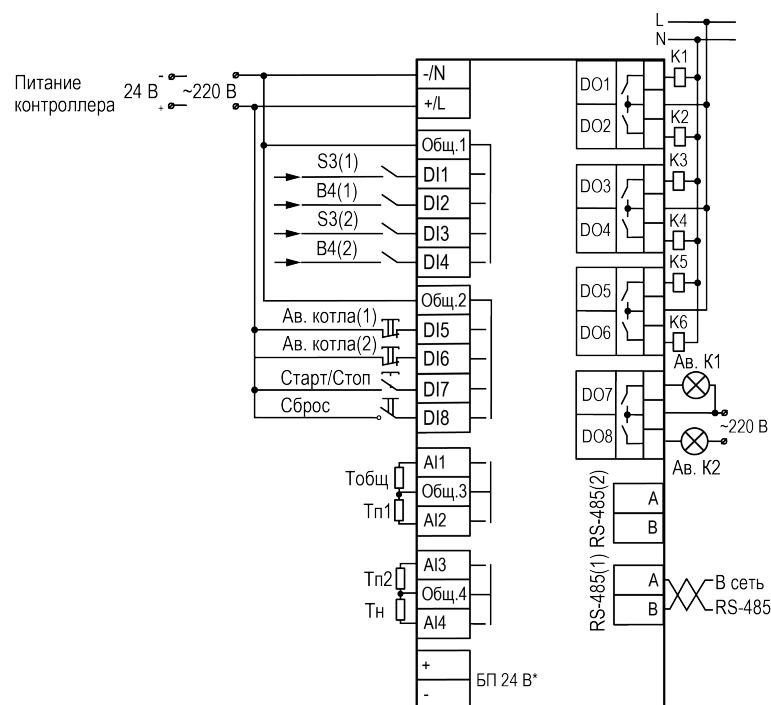 L
N
Питание
контроллера
-
+
24 В
~220 В
-/N
+/L
Общ.1
S3(1)
DI1
B4(1)
DI2
S3(2)
DI3
B4(2)
DI4
Общ.2
Ав. котла(1)
DI5
Ав. котла(2)
DI6
Старт/Стоп
DI7
Сброс
DI8
AI1
Тобщ
Общ.3
Тп1
AI2
AI3
Тп2
Общ.4
Тн
AI4
+
-
БП 24 В*
K1
DO1
DO2
K2
K3
DO3
DO4
K4
K5
DO5
DO6
K6
Ав. К1
DO7
DO8
~220 В
Ав. К2
RS-485(2)
A
B
RS-485(1)
A
B
В сеть
RS-485